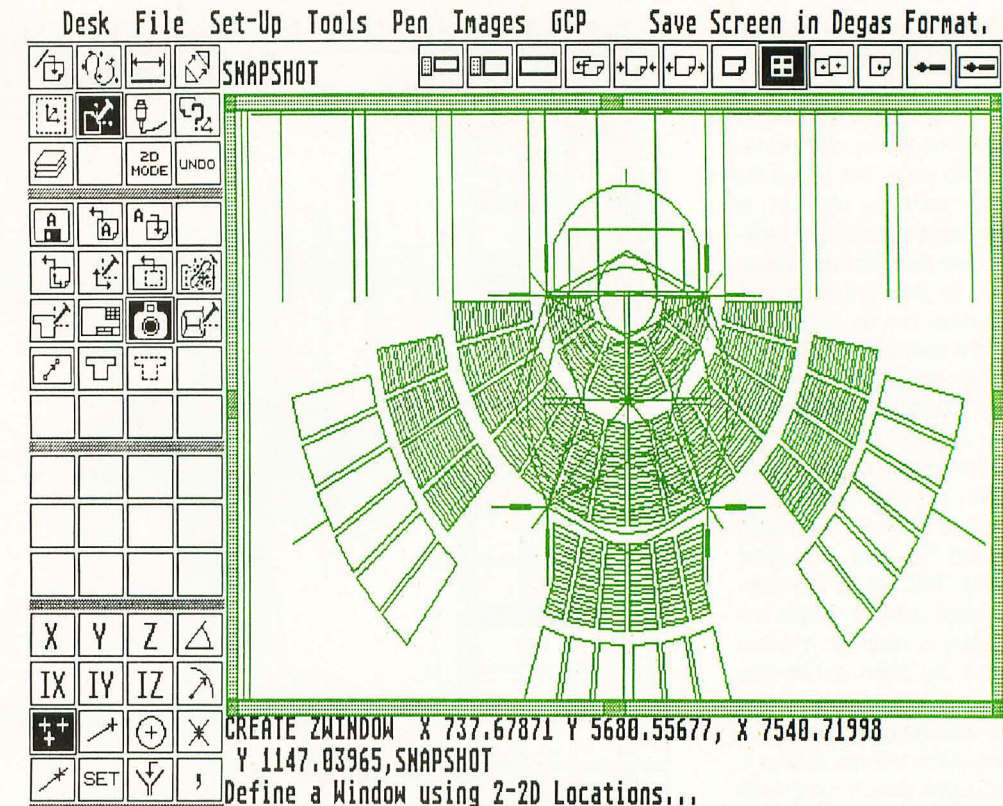 Desk File Set-Up Tools Pen Images GCP Save Screen in Degas Format.
SNAPSHOT
2D
MODE
UNDO
A
A
A
X Y Z
IX IY IZ
SET
,
CREATE ZWINDOW X 737.67871 Y 5680.55677, X 7540.71998
Y 1147.03965,SNAPSHOT
Define a Window using 2-2D Locations...